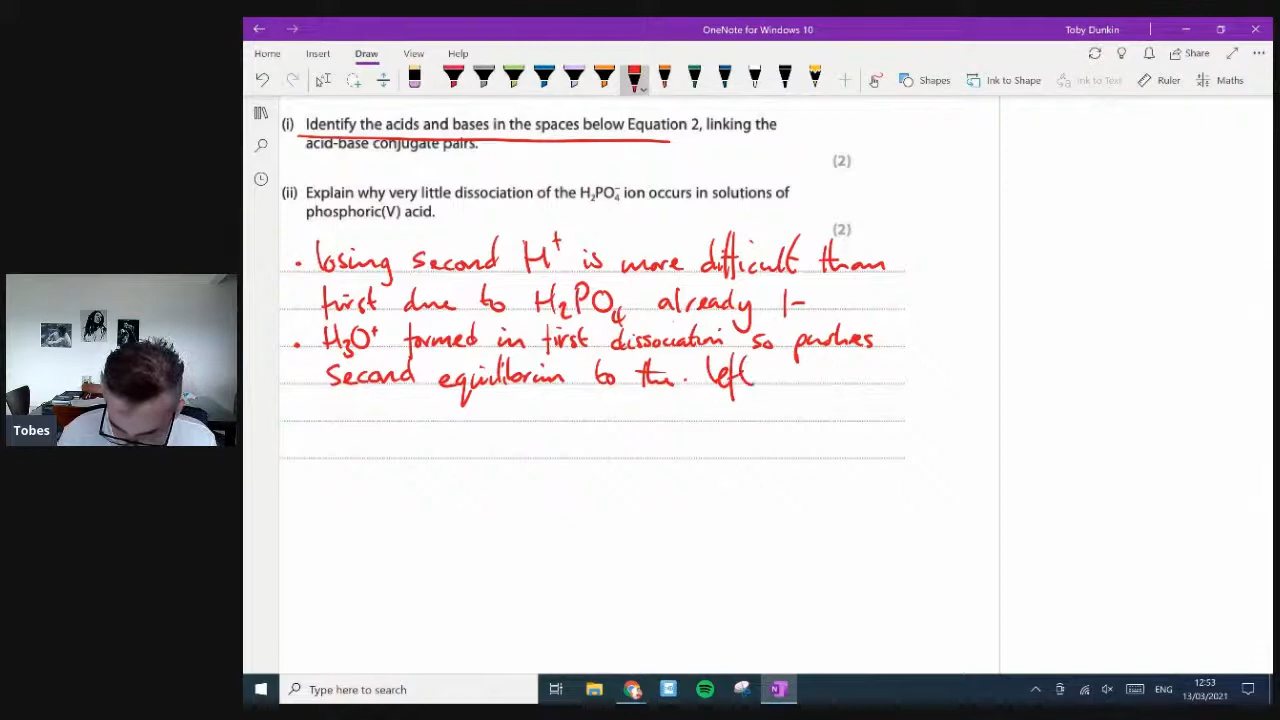 OneNote for Windows 10
Toby Dunkin
Home Insert Draw View Help
Share
Shapes Ink to Shape Ink to Text Ruler Maths
(i) Identify the acids and bases in the spaces below Equation 2, linking the
acid-base conjugate pairs.
(2)
(ii) Explain why very little dissociation of the H₂PO₄⁻ ion occurs in solutions of
phosphoric(V) acid.
(2)
• losing second H⁺ is more difficult than
first due to H₂PO₄ already 1-
• H₃O⁺ formed in first dissociation so pushes
second equilibrium to the left
Tobes
Type here to search
ENG
12:53
13/03/2021